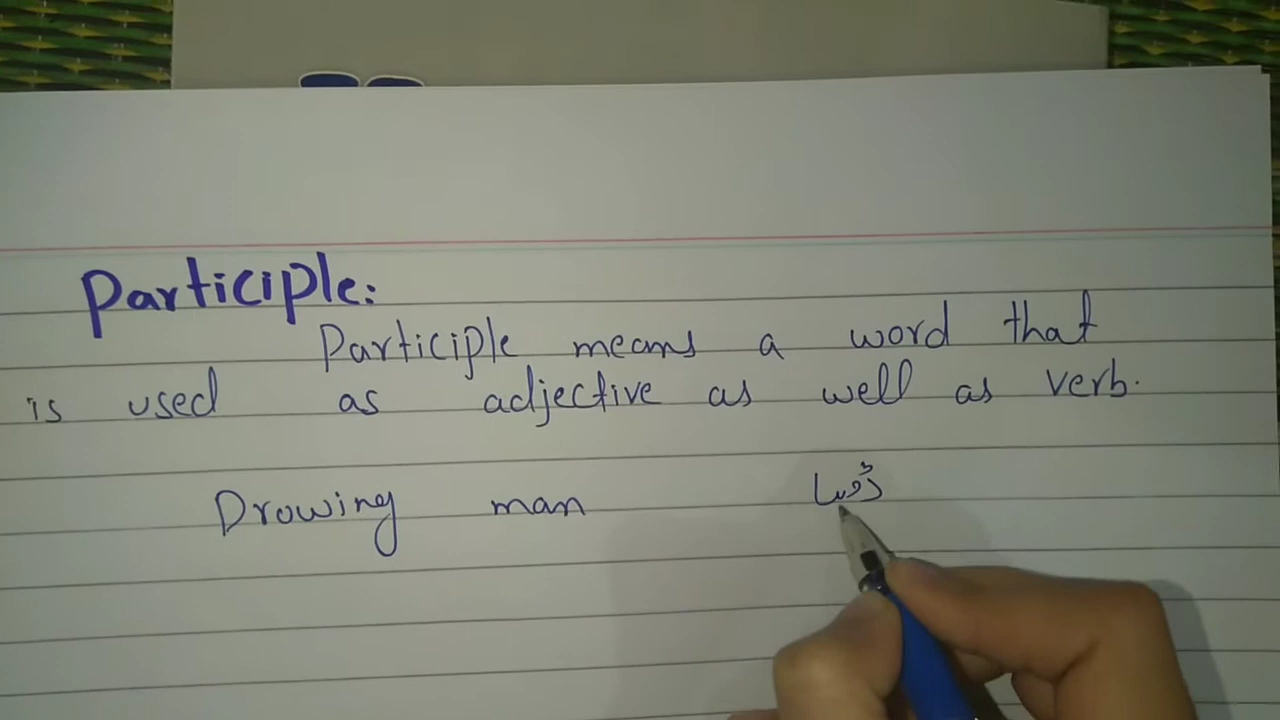 Participle:
Participle means a word that
is used as adjective as well as verb.
Drowing man ڈوبتا